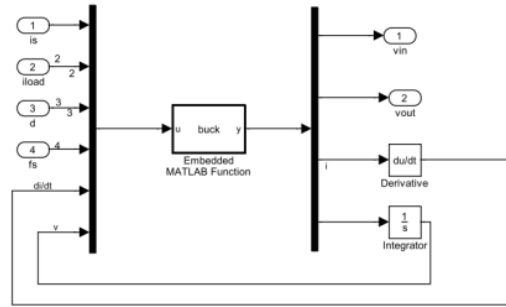 1
is
2
2
2
iload
3
3
3
d
4
4
fs
di/dt
v
u buck y
Embedded
MATLAB Function
1
vin
2
vout
i
du/dt
Derivative
1
s
Integrator